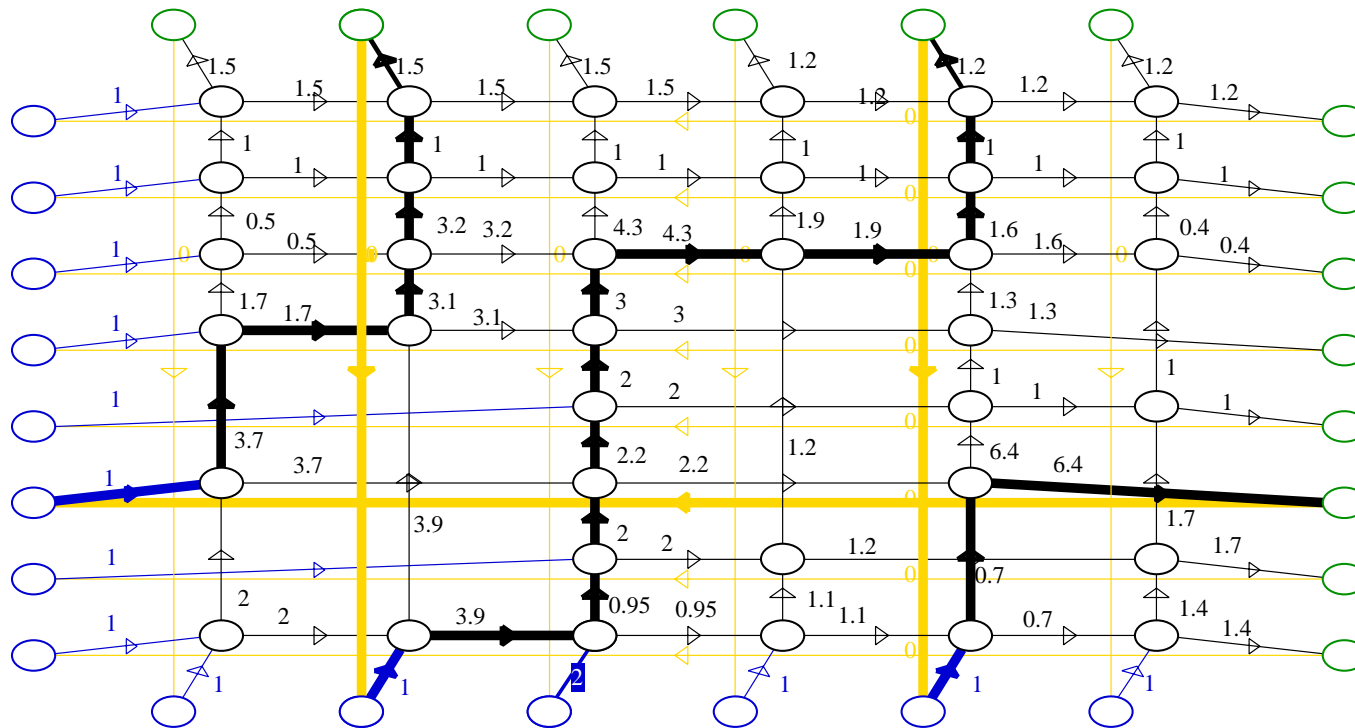 1.5 1.5 1.5 1.2 1.2 1.2
1 1.5 1.5 1.5 1.2 1.2 1.2
0
1 1 1 1 1 1
1 1 1 1 1 1 1
0
0.5 3.2 4.3 1.9 1.6 0.4
1 0.5 3.2 4.3 1.9 1.6 0.4
0 0 0 0 0 0
0
1.7 3.1 3 1.3
1 1.7 3.1 3 1.3
0
2 1 1
1 2 1 1
0
3.7 2.2 1.2 6.4
1 3.7 2.2 6.4
0
3.9 2 1.7
1 2 1.2 1.7
0
2 0.95 1.1 0.7 1.4
1 2 3.9 0.95 1.1 0.7 1.4
0
1 1 2 1 1 1